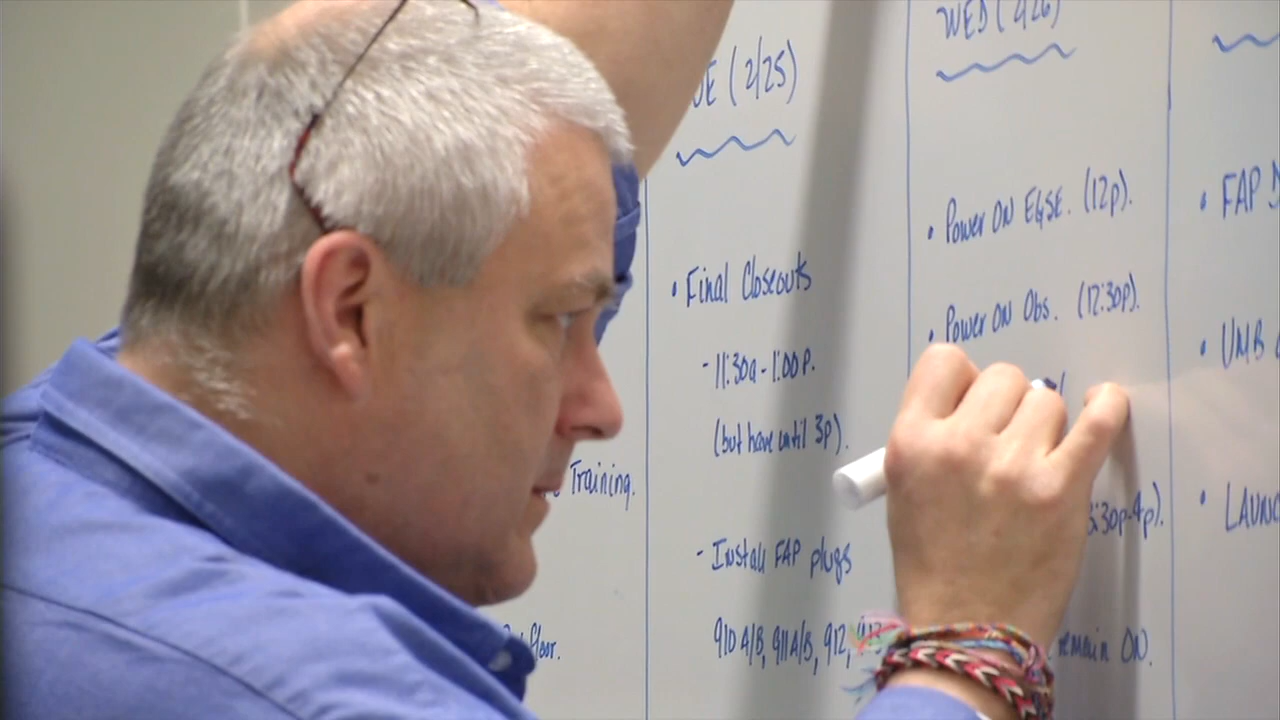 Training.
floor.
(2/25)
• Final Closeouts
- 11:30a - 1:00p.
(but have until 3p).
- Install FAP plugs
910 A/B, 911 A/B, 912,
WED (2/26)
• Power ON EGSE. (12p).
• Power ON Obs. (12:30p).
3:30p-4p).
remain ON.
• FAP
• UMB
•